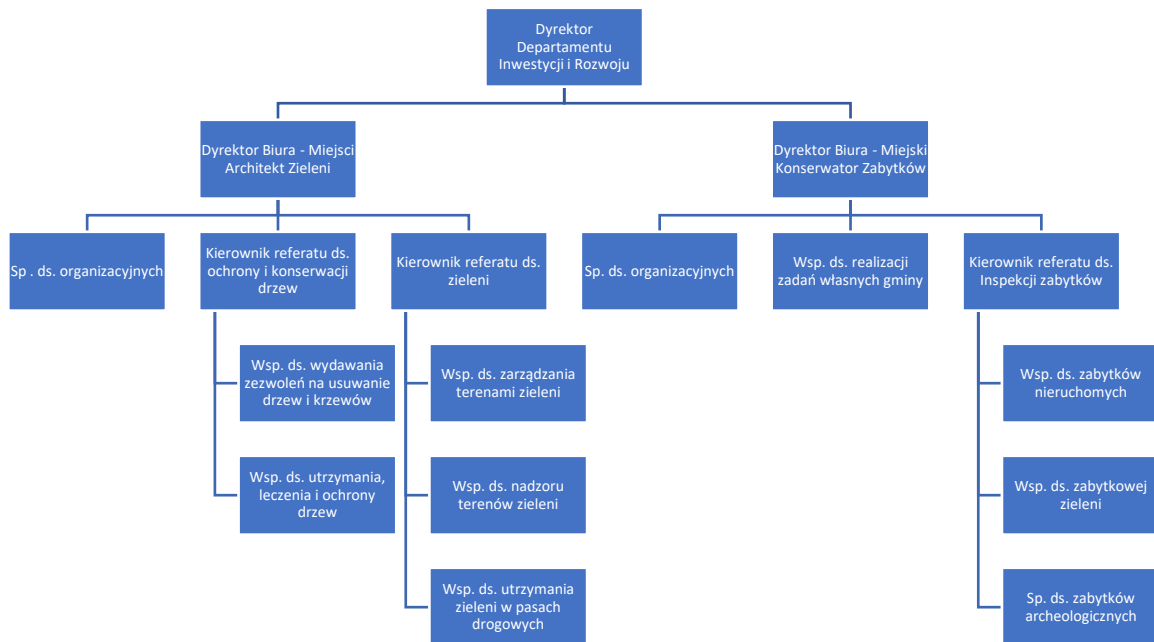 Dyrektor
Departamentu
Inwestycji i Rozwoju
Dyrektor Biura - Miejsci
Architekt Zieleni
Dyrektor Biura - Miejski
Konserwator Zabytków
Sp . ds. organizacyjnych
Kierownik referatu ds.
ochrony i konserwacji
drzew
Kierownik referatu ds.
zieleni
Sp. ds. organizacyjnych
Wsp. ds. realizacji
zadań własnych gminy
Kierownik referatu ds.
Inspekcji zabytków
Wsp. ds. wydawania
zezwoleń na usuwanie
drzew i krzewów
Wsp. ds. zarządzania
terenami zieleni
Wsp. ds. zabytków
nieruchomych
Wsp. ds. utrzymania,
leczenia i ochrony
drzew
Wsp. ds. nadzoru
terenów zieleni
Wsp. ds. zabytkowej
zieleni
Wsp. ds. utrzymania
zieleni w pasach
drogowych
Sp. ds. zabytków
archeologicznych